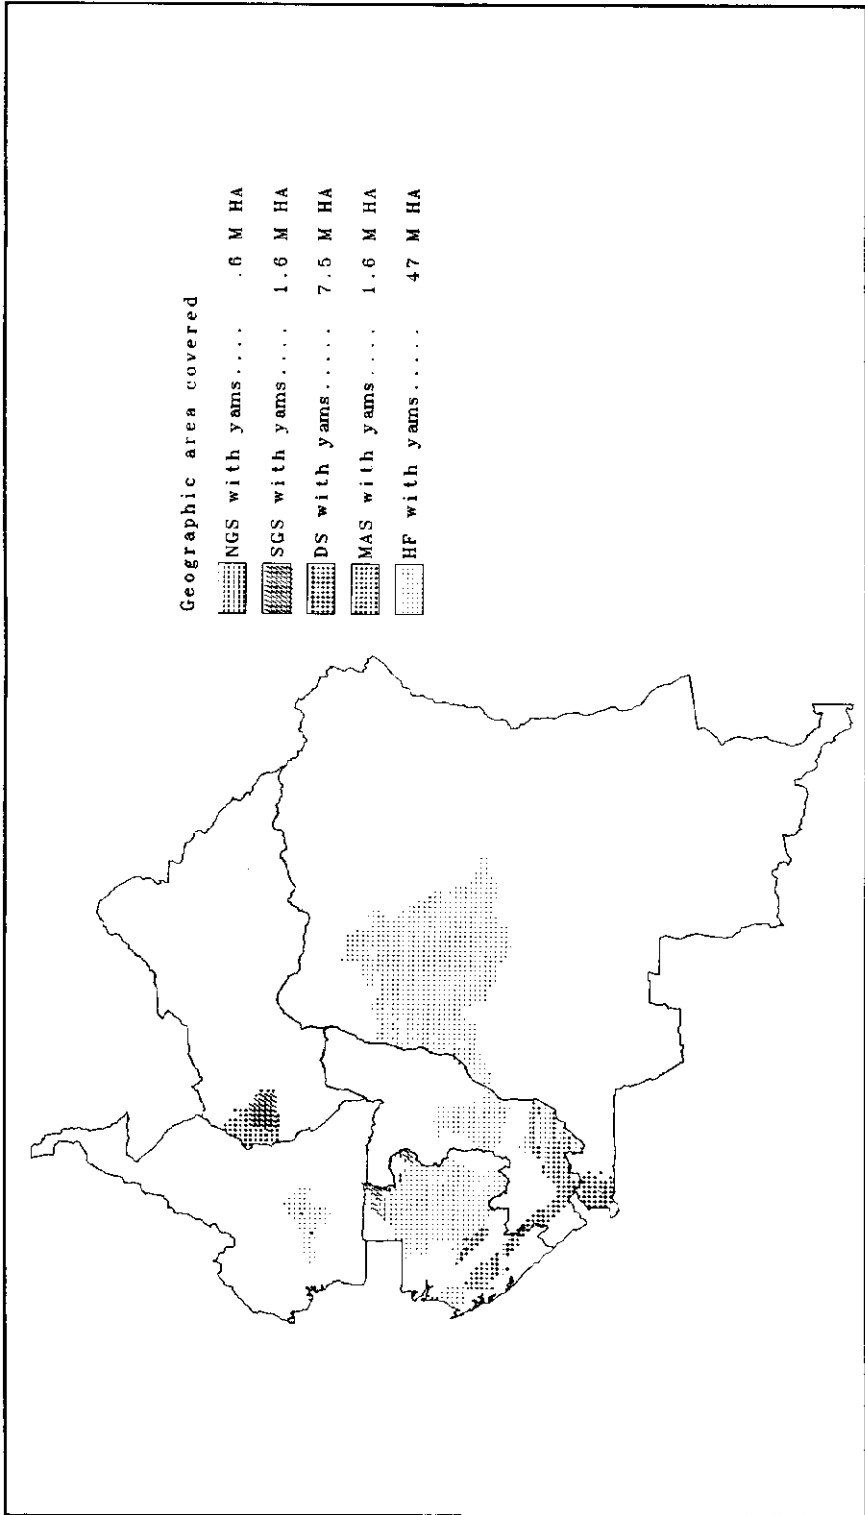 Geographic area covered
NGS with yams.... .6 M HA
SGS with yams.... 1.6 M HA
DS with yams..... 7.5 M HA
MAS with yams.... 1.6 M HA
HF with yams..... 47 M HA